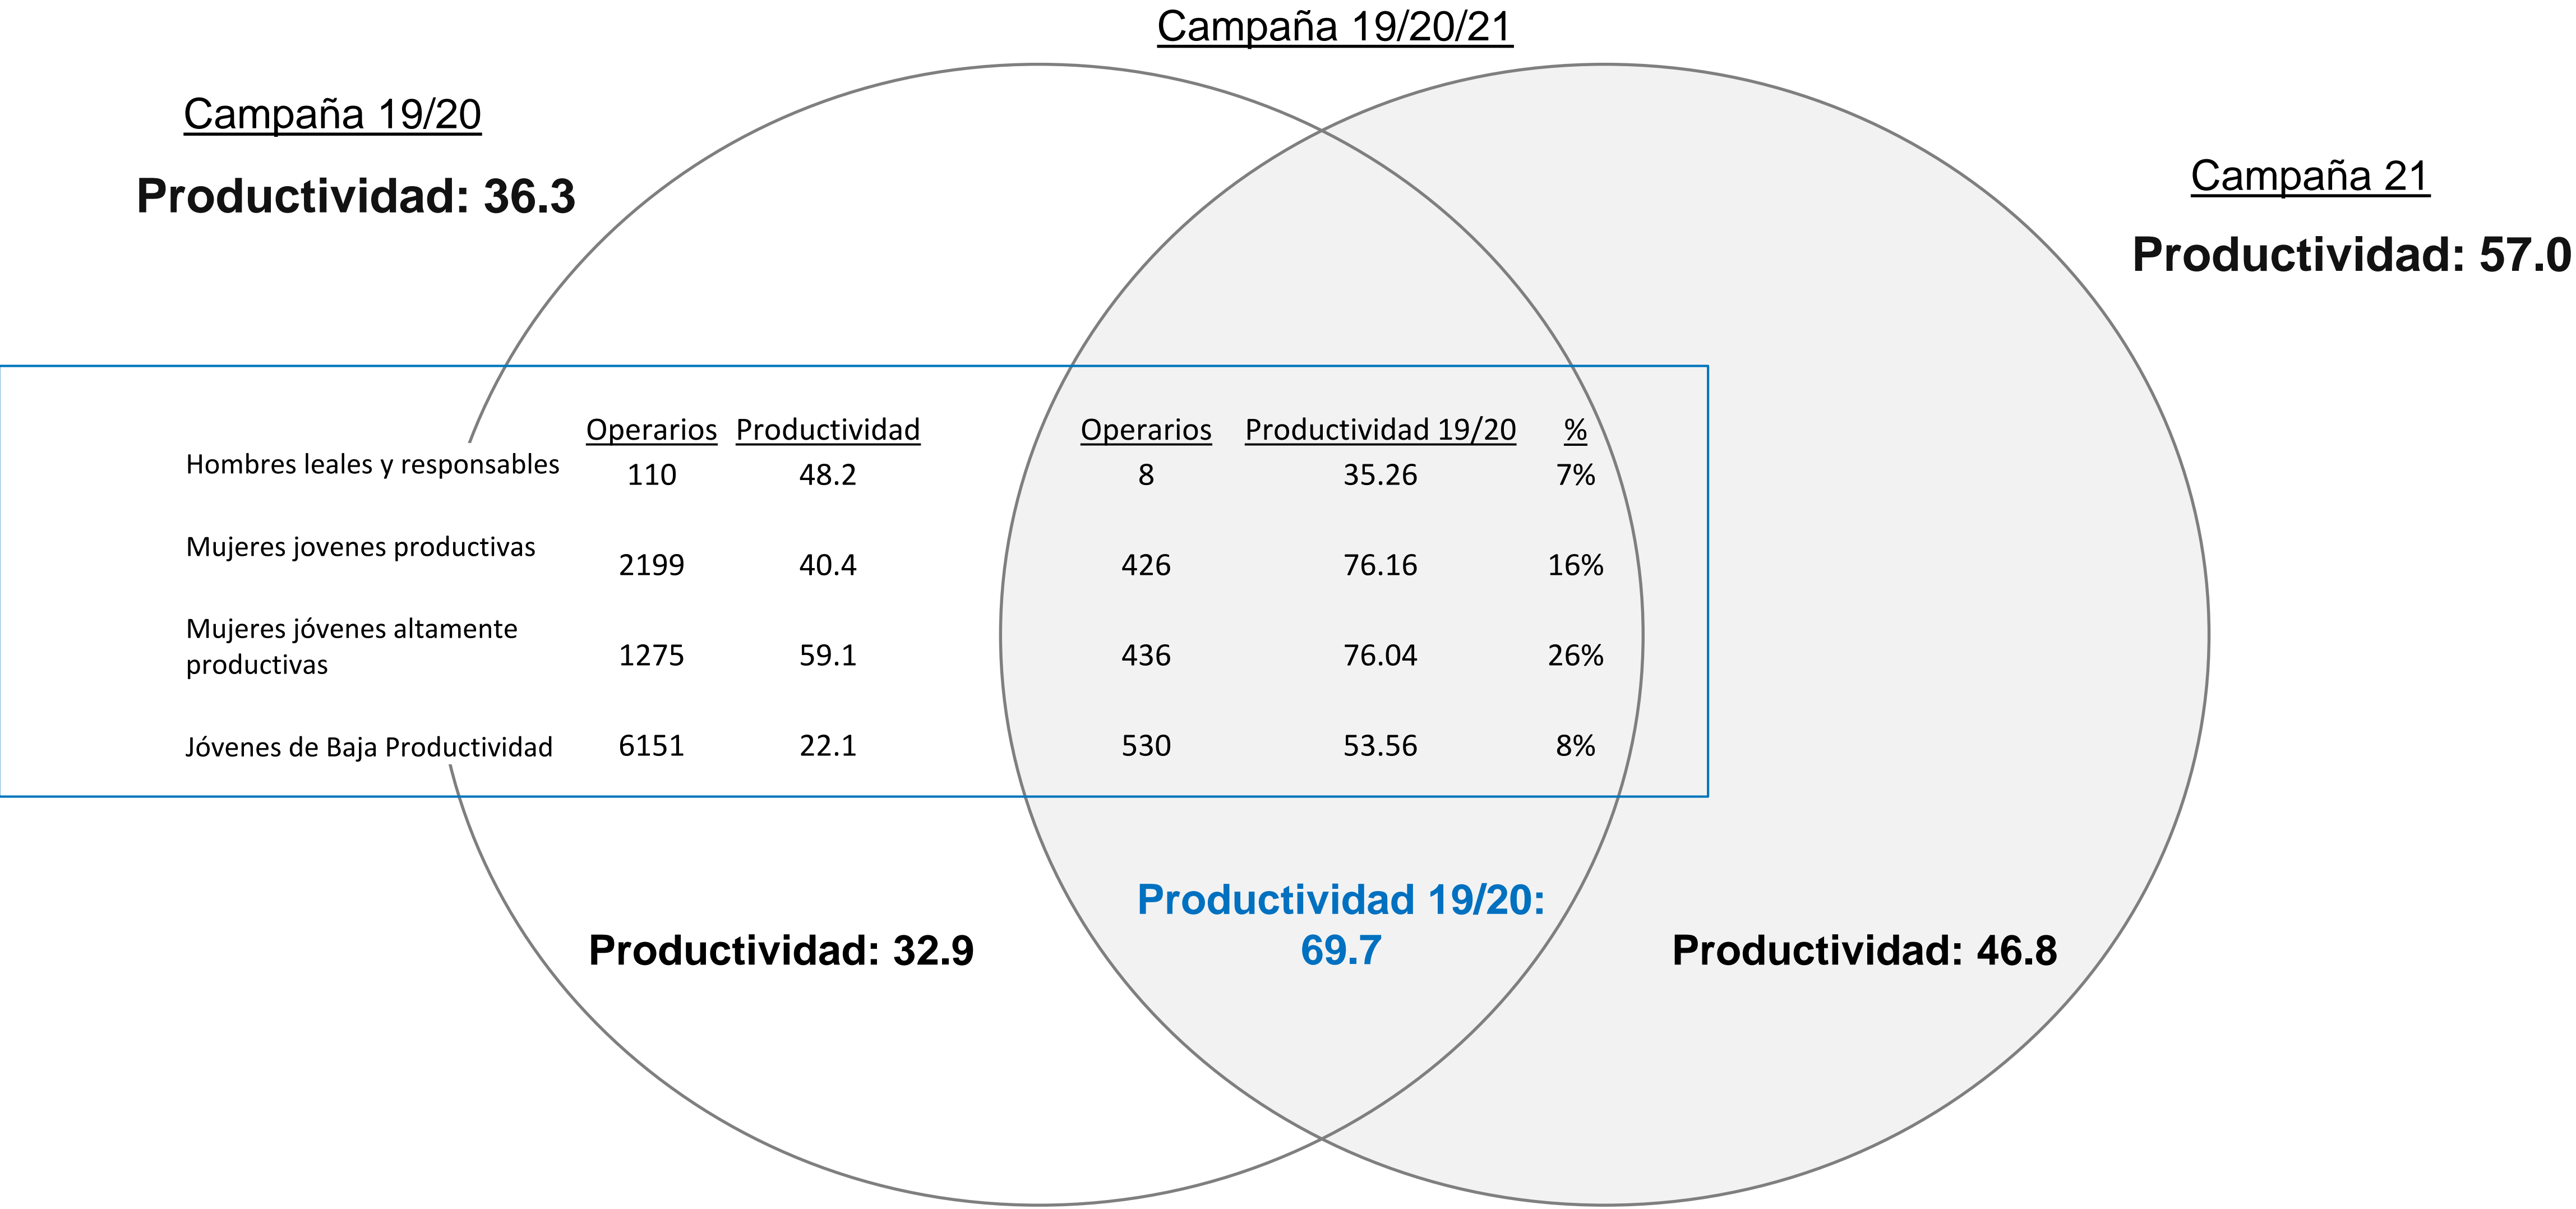 Campaña 19/20/21
Campaña 19/20
Productividad: 36.3
Campaña 21
Productividad: 57.0
Operarios Productividad Operarios Productividad 19/20 %
Hombres leales y responsables 110 48.2 8 35.26 7%
Mujeres jovenes productivas 2199 40.4 426 76.16 16%
Mujeres jóvenes altamente
productivas 1275 59.1 436 76.04 26%
Jóvenes de Baja Productividad 6151 22.1 530 53.56 8%
Productividad: 32.9
Productividad 19/20:
69.7
Productividad: 46.8